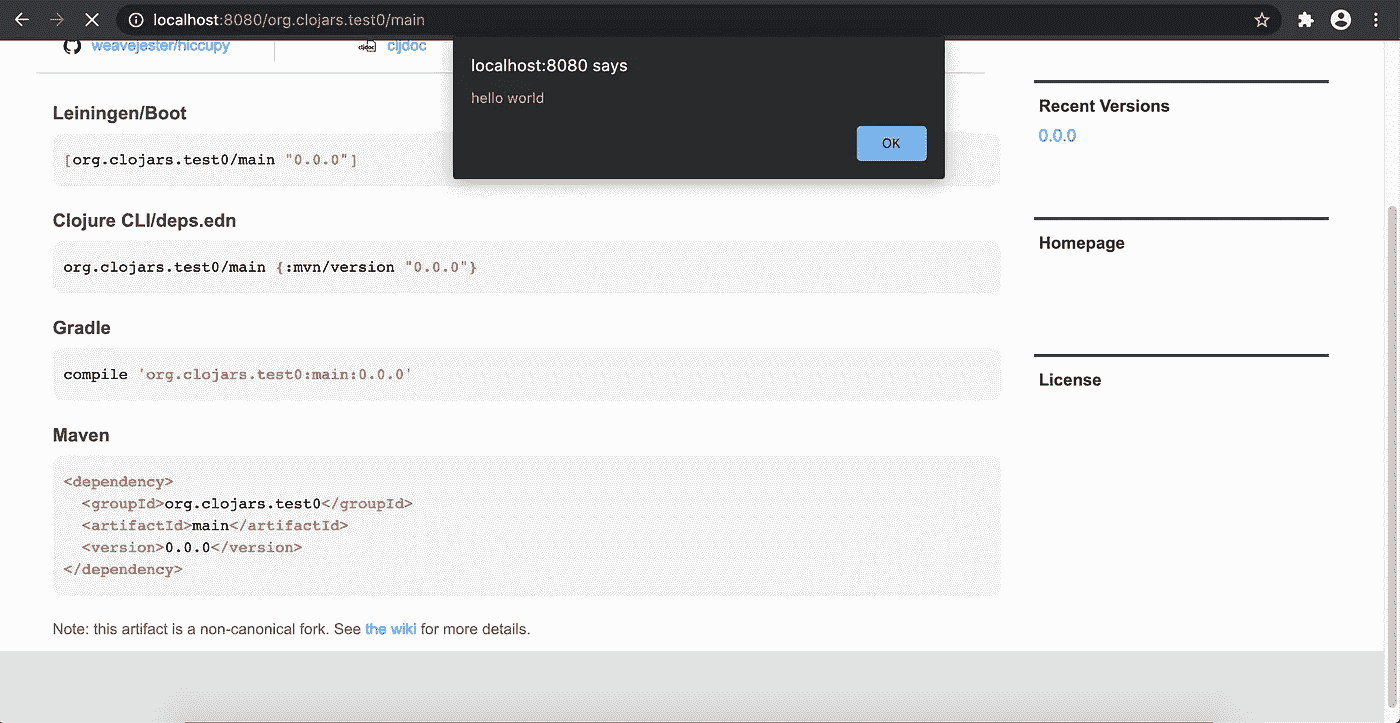 localhost:8080/org.clojars.test0/main
weavejester/hiccupy
cljdoc
localhost:8080 says
hello world
OK
Leiningen/Boot
[org.clojars.test0/main "0.0.0"]
Clojure CLI/deps.edn
org.clojars.test0/main {:mvn/version "0.0.0"}
Gradle
compile 'org.clojars.test0:main:0.0.0'
Maven
<dependency>
  <groupId>org.clojars.test0</groupId>
  <artifactId>main</artifactId>
  <version>0.0.0</version>
</dependency>
Note: this artifact is a non-canonical fork. See the wiki for more details.
Recent Versions
0.0.0
Homepage
License